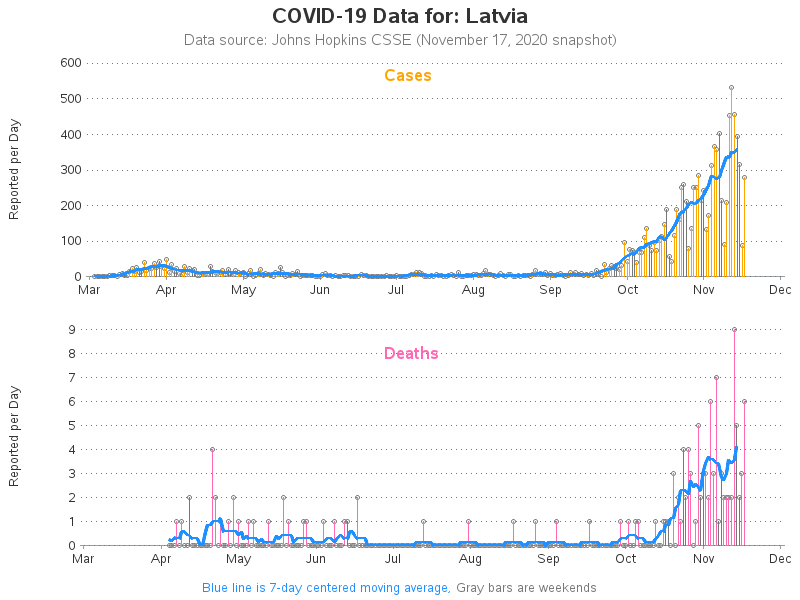 COVID-19 Data for: Latvia
Data source: Johns Hopkins CSSE (November 17, 2020 snapshot)
Cases
Reported per Day
600
500
400
300
200
100
0
Mar Apr May Jun Jul Aug Sep Oct Nov Dec
Deaths
Reported per Day
9
8
7
6
5
4
3
2
1
0
Mar Apr May Jun Jul Aug Sep Oct Nov Dec
Blue line is 7-day centered moving average, Gray bars are weekends